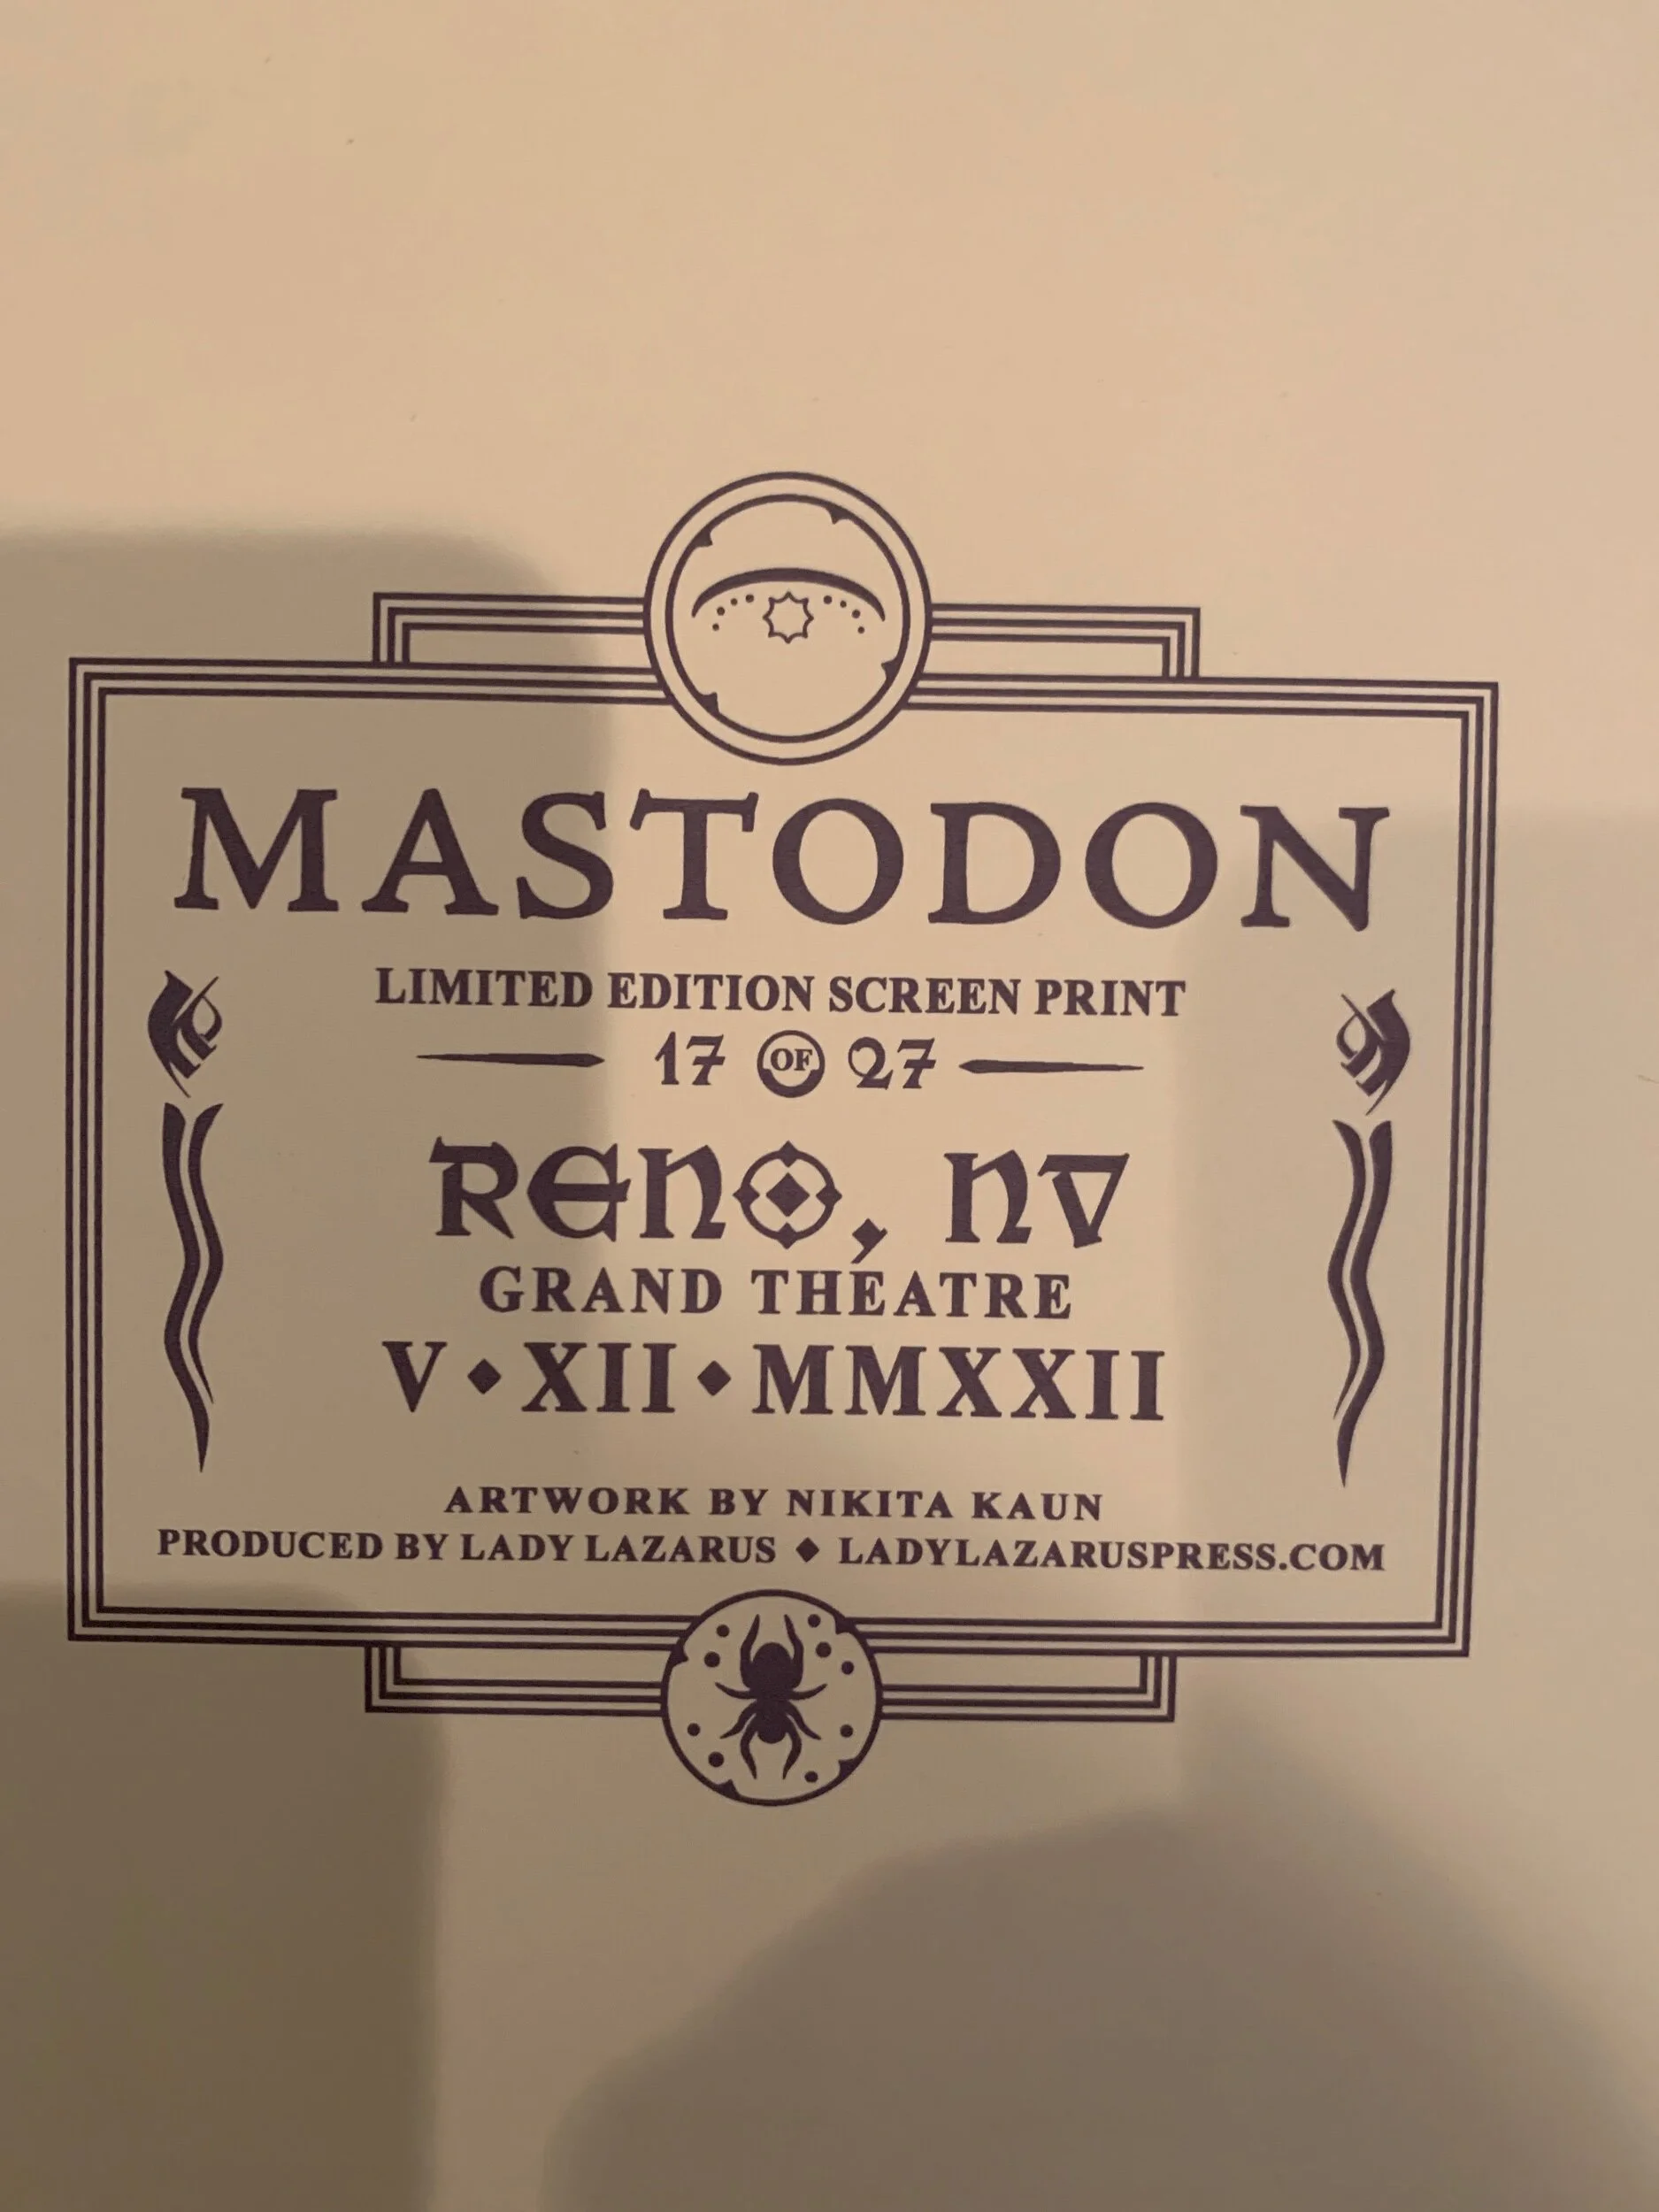 MASTODON
LIMITED EDITION SCREEN PRINT
17 OF 27
RENO, NV
GRAND THÉATRE
V ◆ XII ◆ MMXXII
ARTWORK BY NIKITA KAUN
PRODUCED BY LADY LAZARUS ◆ LADYLAZARUSPRESS.COM